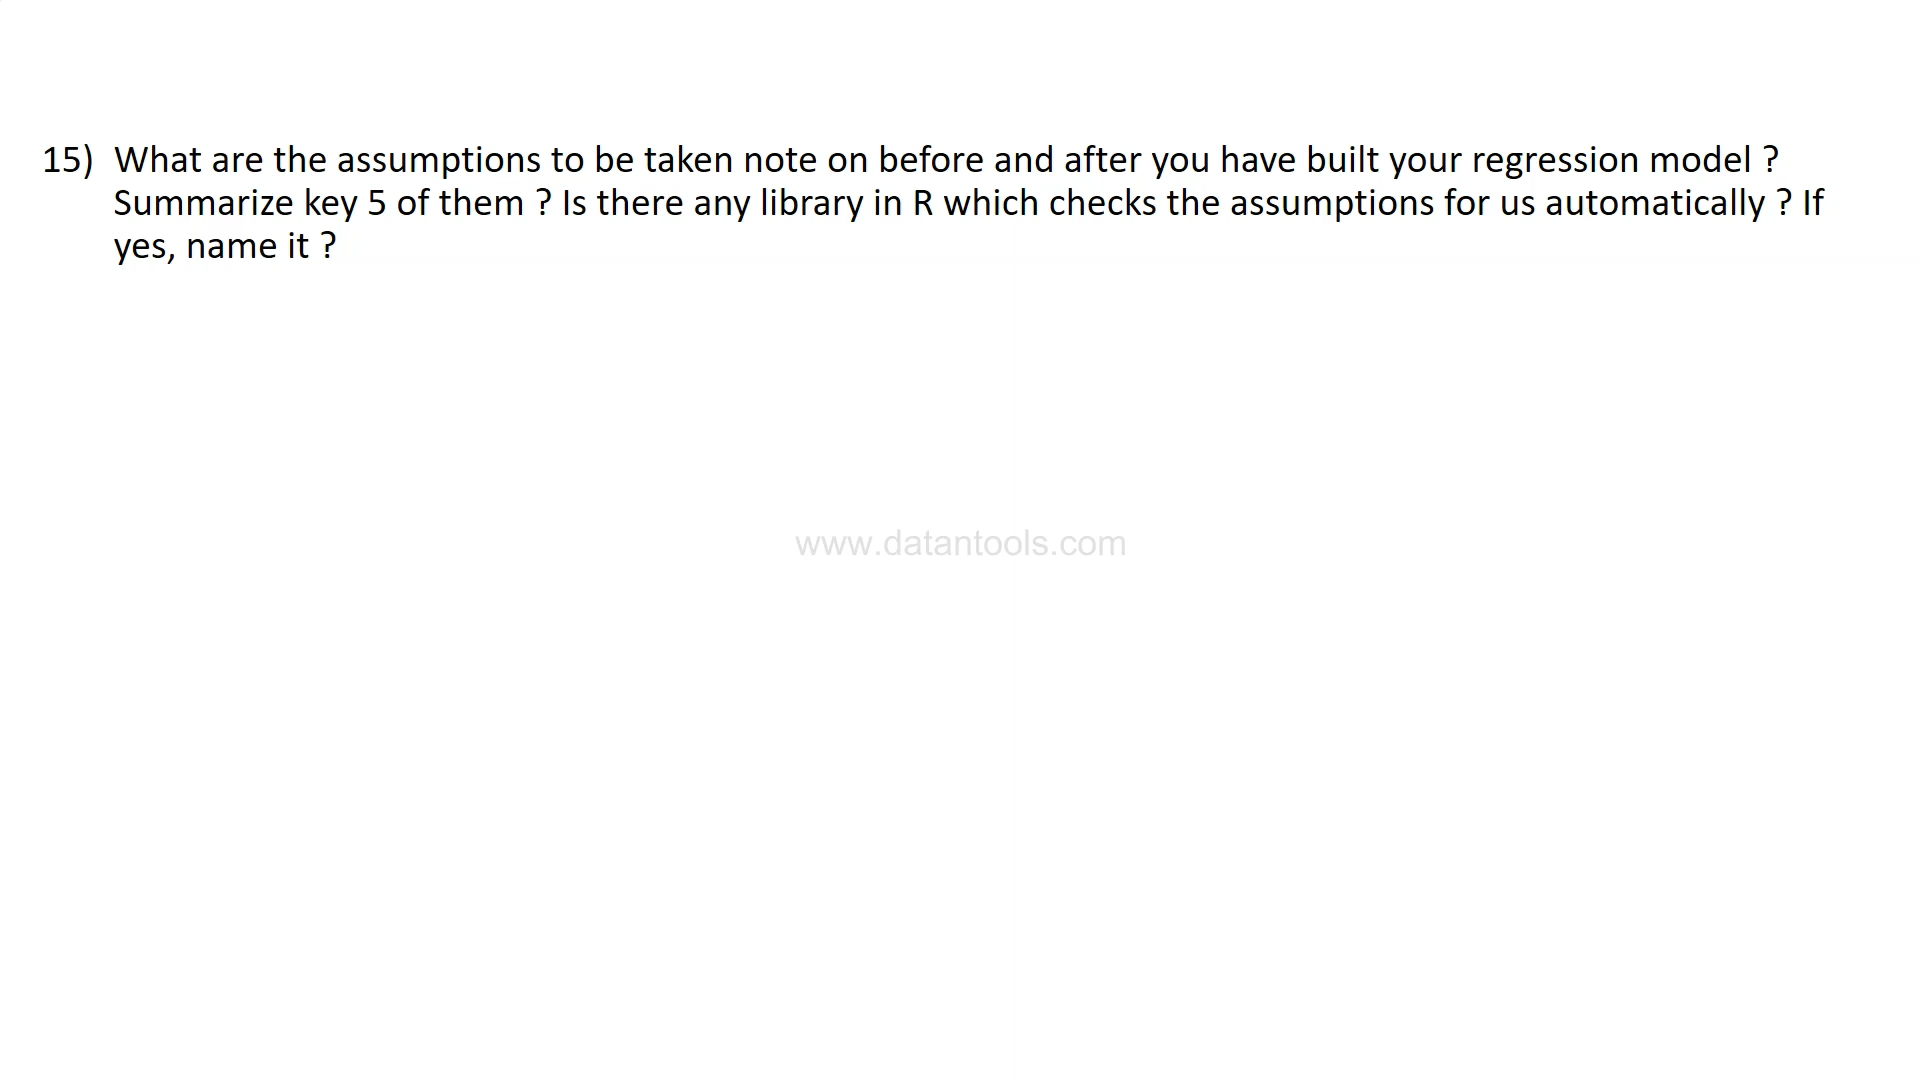 15) What are the assumptions to be taken note on before and after you have built your regression model ?
Summarize key 5 of them ? Is there any library in R which checks the assumptions for us automatically ? If
yes, name it ?
www.datantools.com